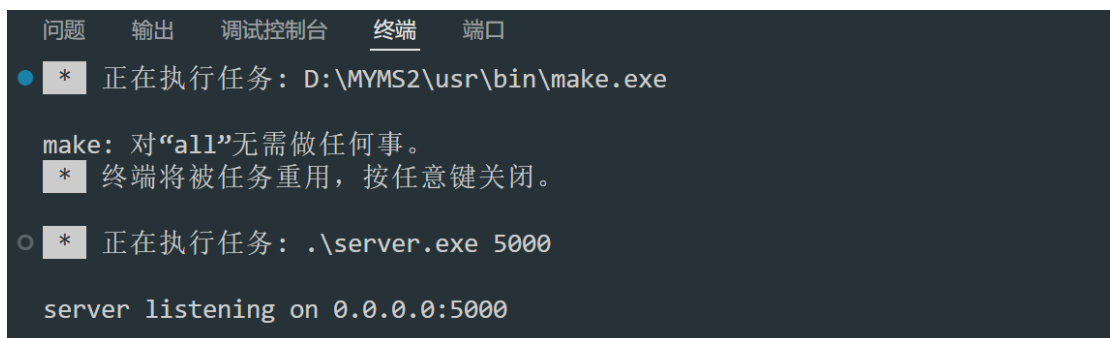 问题 输出 调试控制台 终端 端口
* 正在执行任务: D:\MYMS2\usr\bin\make.exe
make: 对“all”无需做任何事。
* 终端将被任务重用，按任意键关闭。
* 正在执行任务: .\server.exe 5000
server listening on 0.0.0.0:5000